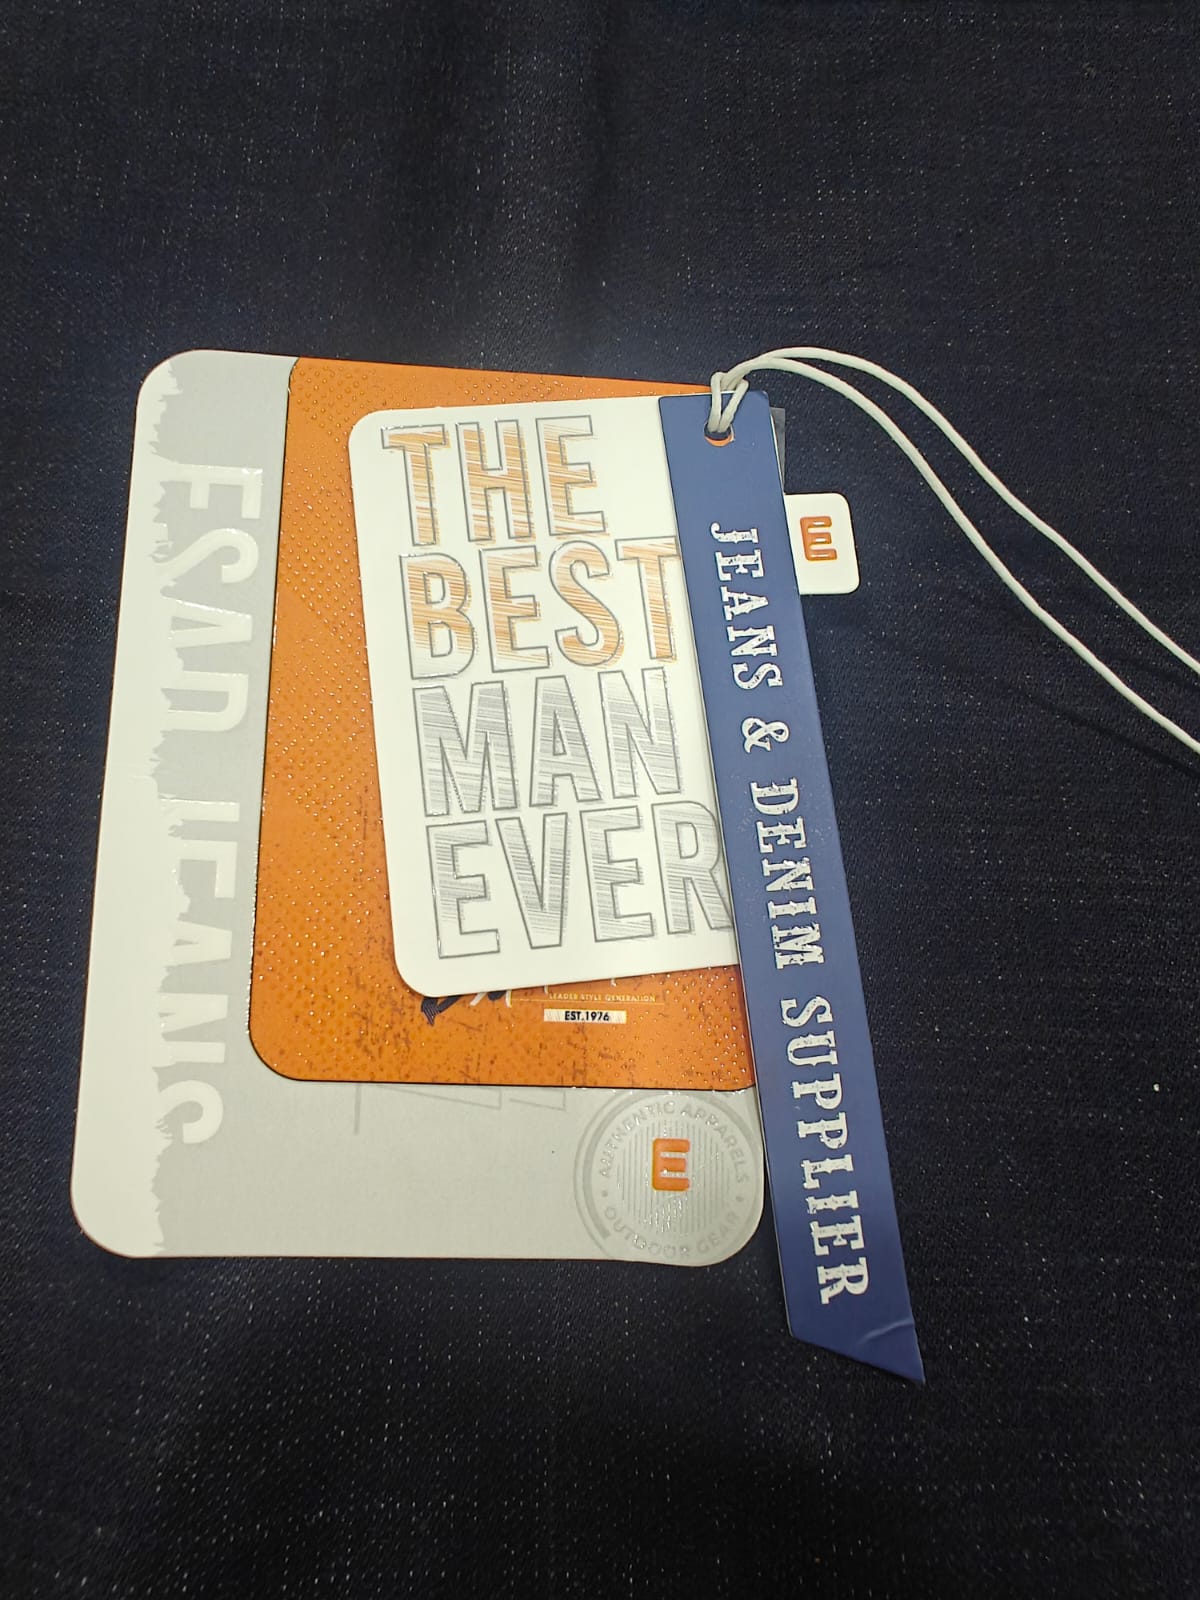 THE
BEST
MAN
EVER
JEANS & DENIM SUPPLIER
E
ESAD JEANS
LEADER STYLE GENERATION
EST.1976
AUTHENTIC APPARELS
E
OUTDOOR GEAR